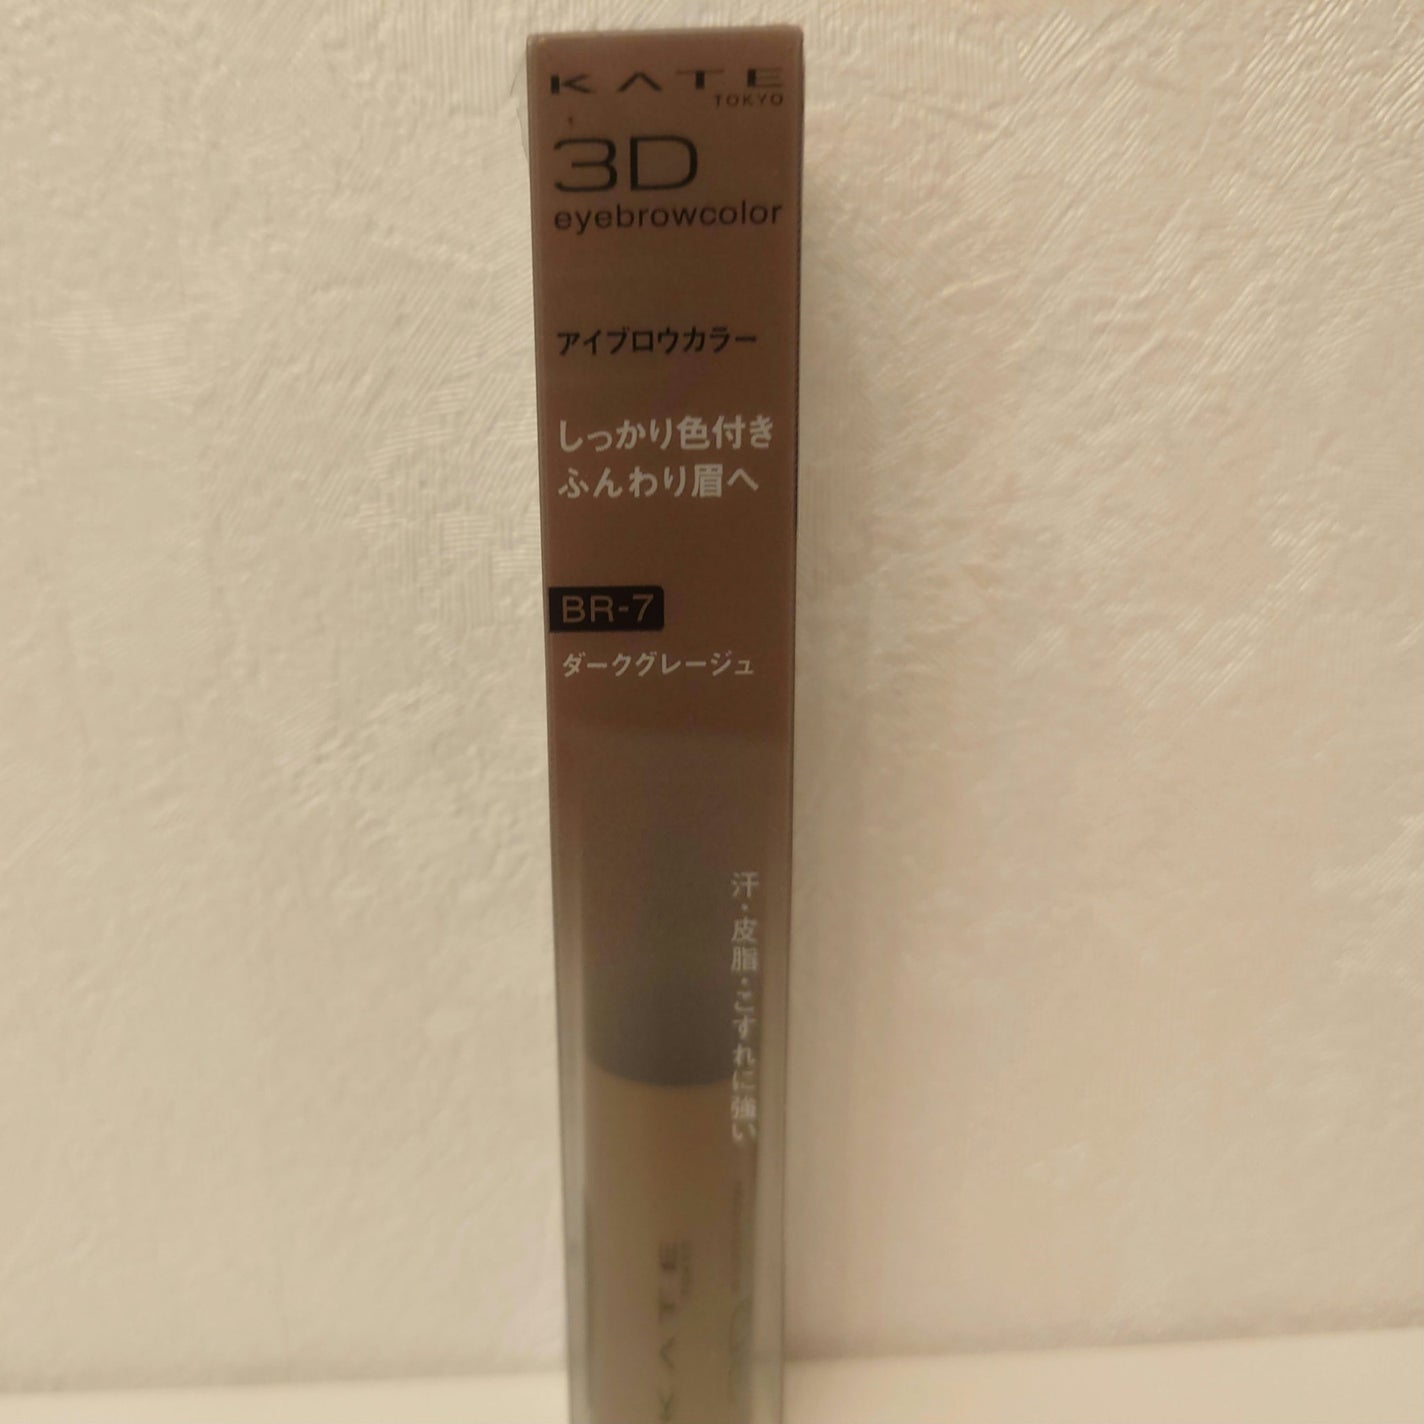 KATE
TOKYO
3D
eyebrowcolor
アイブロウカラー
しっかり色付き
ふんわり眉へ
BR-7
ダークグレージュ
汗・皮脂・こすれに強い
KATE